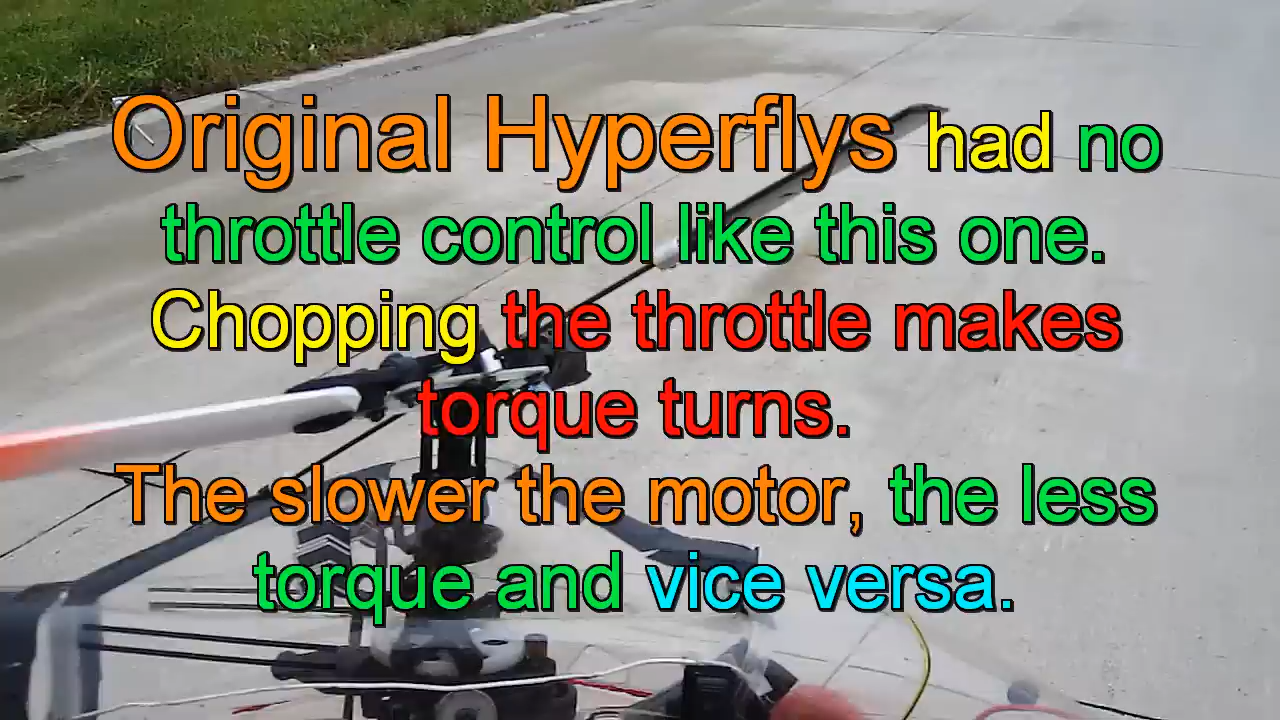 Original Hyperflys had no
throttle control like this one.
Chopping the throttle makes
torque turns.
The slower the motor, the less
torque and vice versa.